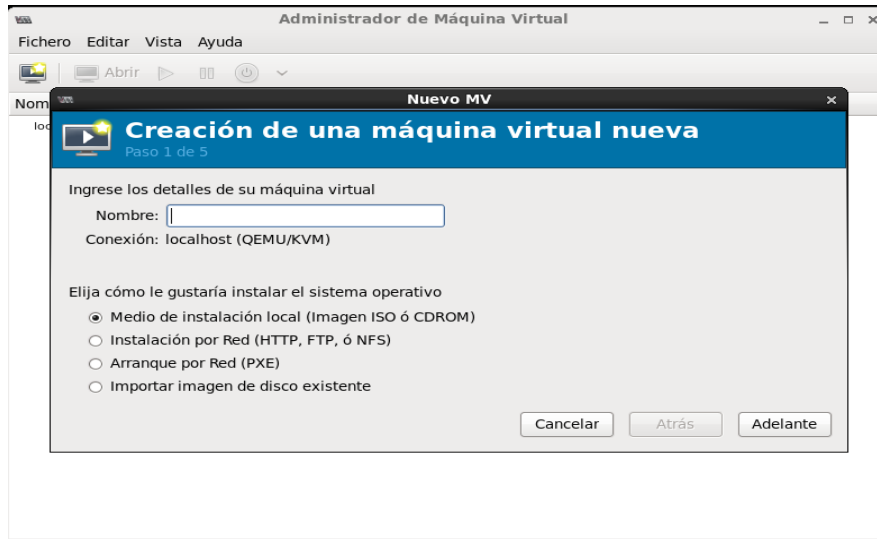 Administrador de Máquina Virtual
Fichero Editar Vista Ayuda
Abrir
Nom
Nuevo MV
loc
Creación de una máquina virtual nueva
Paso 1 de 5
Ingrese los detalles de su máquina virtual
Nombre:
Conexión: localhost (QEMU/KVM)
Elija cómo le gustaría instalar el sistema operativo
Medio de instalación local (Imagen ISO ó CDROM)
Instalación por Red (HTTP, FTP, ó NFS)
Arranque por Red (PXE)
Importar imagen de disco existente
Cancelar Atrás Adelante